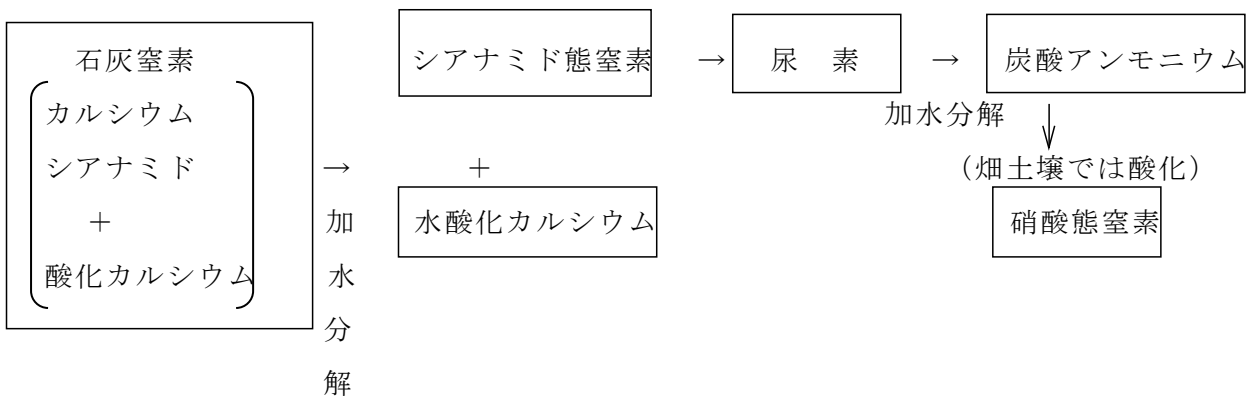 石灰窒素
カルシウム
シアナミド
＋
酸化カルシウム
→
加
水
分
解
シアナミド態窒素
＋
水酸化カルシウム
→
尿　素
→
加水分解
炭酸アンモニウム
↓
（畑土壌では酸化）
硝酸態窒素